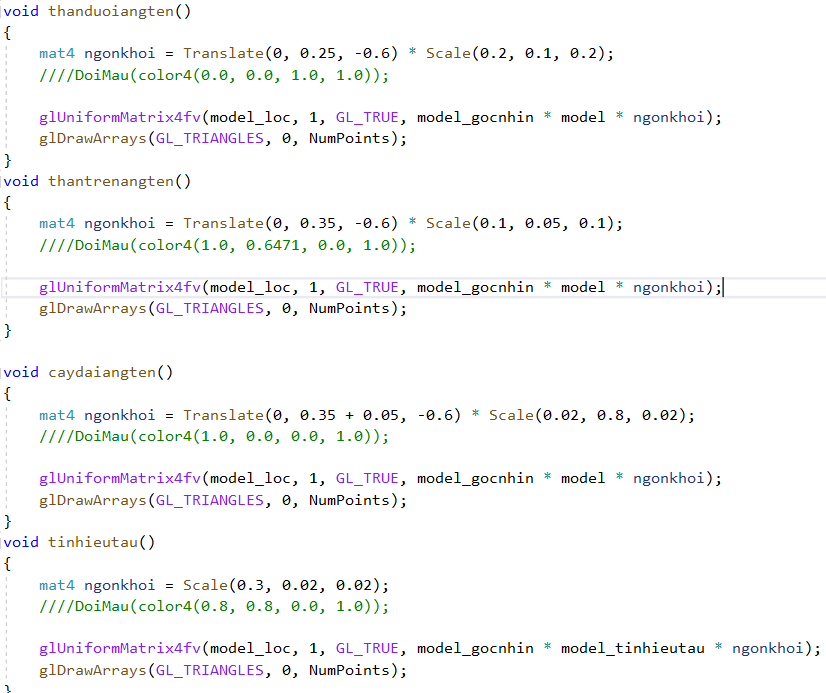 void thanduoiangten()
{
    mat4 ngonkhoi = Translate(0, 0.25, -0.6) * Scale(0.2, 0.1, 0.2);
    ////DoiMau(color4(0.0, 0.0, 1.0, 1.0));

    glUniformMatrix4fv(model_loc, 1, GL_TRUE, model_gocnhin * model * ngonkhoi);
    glDrawArrays(GL_TRIANGLES, 0, NumPoints);
}
void thantrenangten()
{
    mat4 ngonkhoi = Translate(0, 0.35, -0.6) * Scale(0.1, 0.05, 0.1);
    ////DoiMau(color4(1.0, 0.6471, 0.0, 1.0));

    glUniformMatrix4fv(model_loc, 1, GL_TRUE, model_gocnhin * model * ngonkhoi);
    glDrawArrays(GL_TRIANGLES, 0, NumPoints);
}

void caydaiangten()
{
    mat4 ngonkhoi = Translate(0, 0.35 + 0.05, -0.6) * Scale(0.02, 0.8, 0.02);
    ////DoiMau(color4(1.0, 0.0, 0.0, 1.0));

    glUniformMatrix4fv(model_loc, 1, GL_TRUE, model_gocnhin * model * ngonkhoi);
    glDrawArrays(GL_TRIANGLES, 0, NumPoints);
}
void tinhieutau()
{
    mat4 ngonkhoi = Scale(0.3, 0.02, 0.02);
    ////DoiMau(color4(0.8, 0.8, 0.0, 1.0));

    glUniformMatrix4fv(model_loc, 1, GL_TRUE, model_gocnhin * model_tinhieutau * ngonkhoi);
    glDrawArrays(GL_TRIANGLES, 0, NumPoints);
}